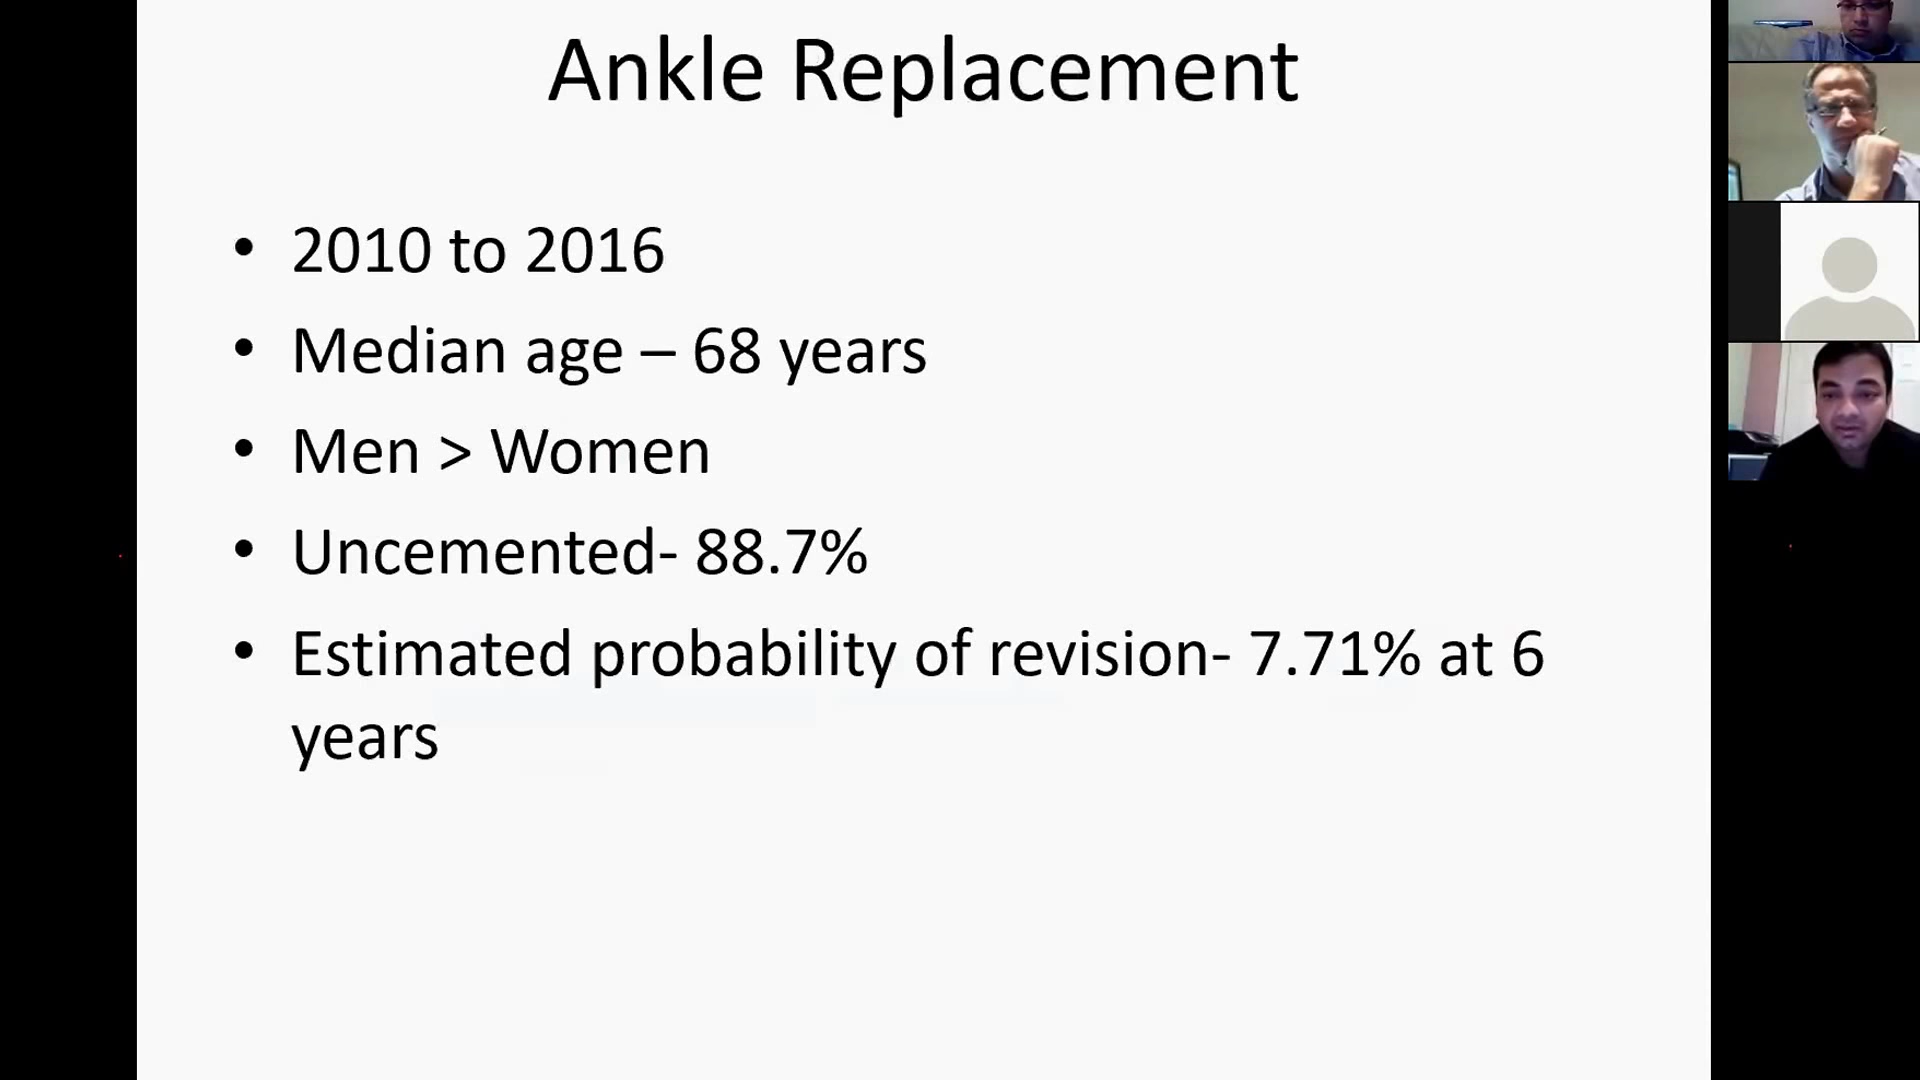 Ankle Replacement
• 2010 to 2016
• Median age – 68 years
• Men > Women
• Uncemented- 88.7%
• Estimated probability of revision- 7.71% at 6
years